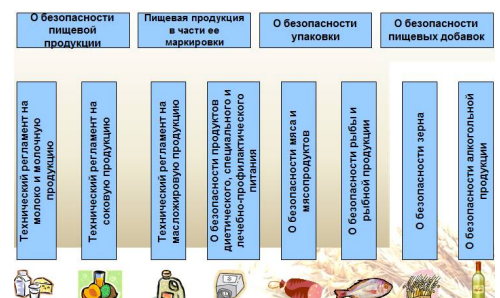 О безопасности
пищевой
продукции
Пищевая продукция
в части ее
маркировки
О безопасности
упаковки
О безопасности
пищевых добавок
Технический регламент на
молоко и молочную
продукцию
Технический регламент на
соковую продукцию
Технический регламент на
масложировую продукцию
О безопасности продуктов
диетического, специального и
лечебно-профилактического
питания
О безопасности мяса и
мясопродуктов
О безопасности рыбы и
рыбной продукции
О безопасности зерна
О безопасности алкогольной
продукции